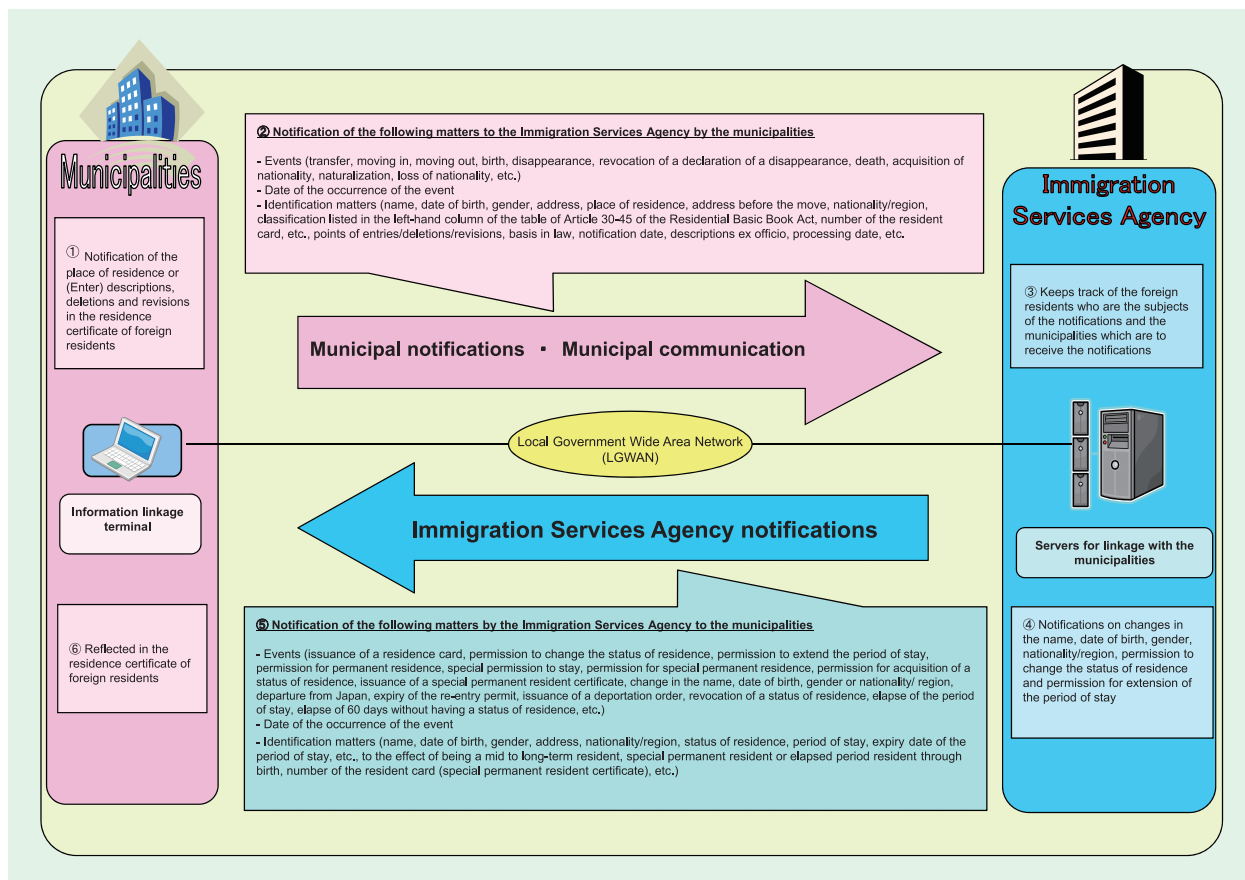 Municipalities
① Notification of the
place of residence or
(Enter) descriptions,
deletions and revisions
in the residence
certificate of foreign
residents
Information linkage
terminal
⑥ Reflected in the
residence certificate of
foreign residents
② Notification of the following matters to the Immigration Services Agency by the municipalities
- Events (transfer, moving in, moving out, birth, disappearance, revocation of a declaration of a disappearance, death, acquisition of
nationality, naturalization, loss of nationality, etc.)
- Date of the occurrence of the event
- Identification matters (name, date of birth, gender, address, place of residence, address before the move, nationality/region,
classification listed in the left-hand column of the table of Article 30-45 of the Residential Basic Book Act, number of the resident
card, etc., points of entries/deletions/revisions, basis in law, notification date, descriptions ex officio, processing date, etc.
Municipal notifications ・ Municipal communication
Local Government Wide Area Network
(LGWAN)
Immigration Services Agency notifications
⑤ Notification of the following matters by the Immigration Services Agency to the municipalities
- Events (issuance of a residence card, permission to change the status of residence, permission to extend the period of stay,
permission for permanent residence, special permission to stay, permission for special permanent residence, permission for acquisition of a
status of residence, issuance of a special permanent resident certificate, change in the name, date of birth, gender or nationality/ region,
departure from Japan, expiry of the re-entry permit, issuance of a deportation order, revocation of a status of residence, elapse of the period
of stay, elapse of 60 days without having a status of residence, etc.)
- Date of the occurrence of the event
- Identification matters (name, date of birth, gender, address, nationality/region, status of residence, period of stay, expiry date of the
period of stay, etc., to the effect of being a mid to long-term resident, special permanent resident or elapsed period resident through
birth, number of the resident card (special permanent resident certificate), etc.)
Immigration
Services Agency
③ Keeps track of the foreign
residents who are the subjects
of the notifications and the
municipalities which are to
receive the notifications
Servers for linkage with the
municipalities
④ Notifications on changes in
the name, date of birth, gender,
nationality/region, permission to
change the status of residence
and permission for extension of
the period of stay